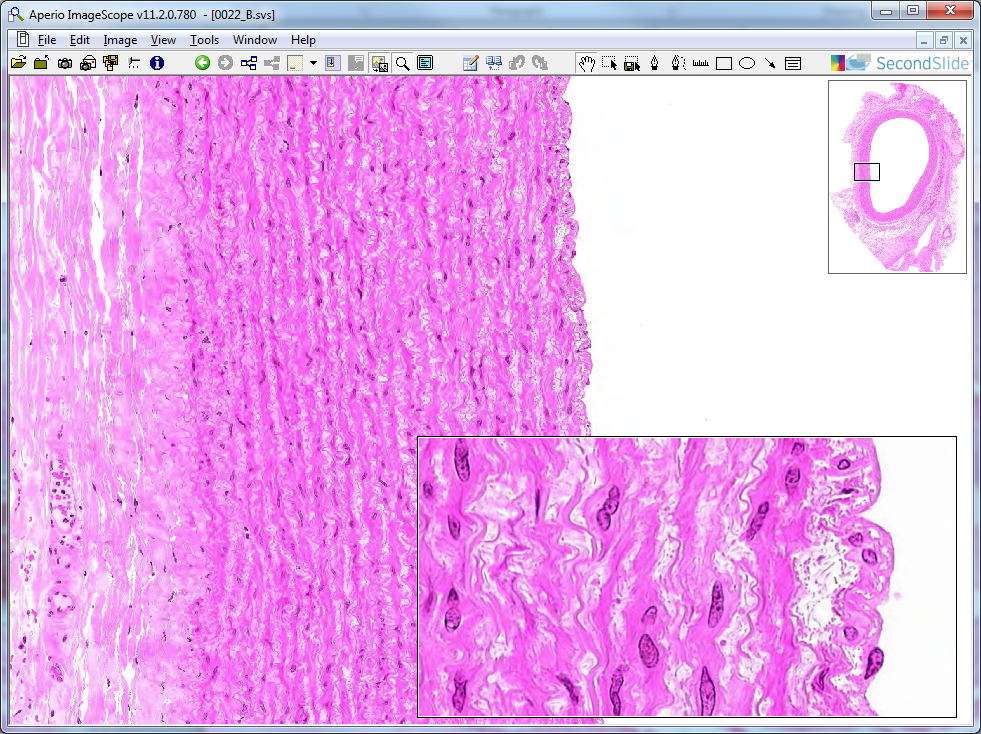 Aperio ImageScope v11.2.0.780 - [0022_B.svs]
File Edit Image View Tools Window Help
SecondSlide